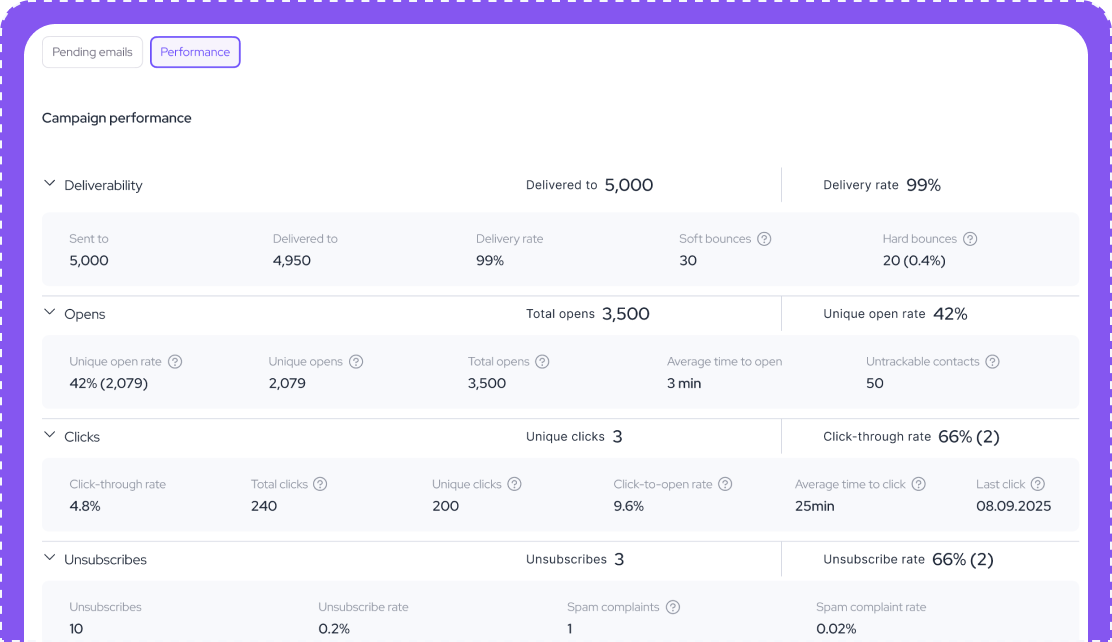 Pending emails Performance
Campaign performance
Deliverability Delivered to 5,000 Delivery rate 99%
Sent to Delivered to Delivery rate Soft bounces ? Hard bounces ?
5,000 4,950 99% 30 20 (0.4%)
Opens Total opens 3,500 Unique open rate 42%
Unique open rate ? Unique opens ? Total opens ? Average time to open Untrackable contacts ?
42% (2,079) 2,079 3,500 3 min 50
Clicks Unique clicks 3 Click-through rate 66% (2)
Click-through rate Total clicks ? Unique clicks ? Click-to-open rate ? Average time to click ? Last click ?
4.8% 240 200 9.6% 25min 08.09.2025
Unsubscribes Unsubscribes 3 Unsubscribe rate 66% (2)
Unsubscribes Unsubscribe rate Spam complaints ? Spam complaint rate
10 0.2% 1 0.02%